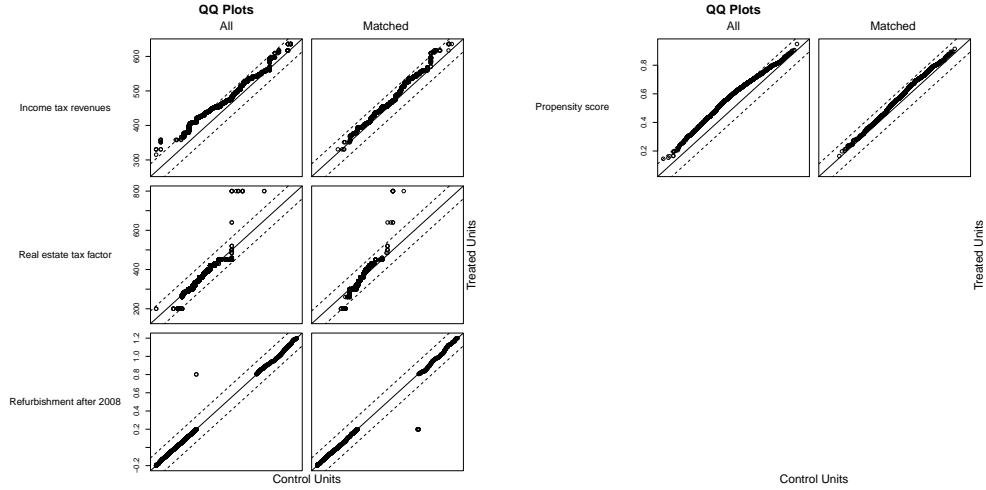 QQ Plots
All Matched
Income tax revenues
300 400 500 600
Real estate tax factor
200 400 600 800
Refurbishment after 2008
−0.2 0.2 0.4 0.6 0.8 1.0 1.2
Control Units
Treated Units
QQ Plots
All Matched
Propensity score
0.2 0.4 0.6 0.8
Control Units
Treated Units